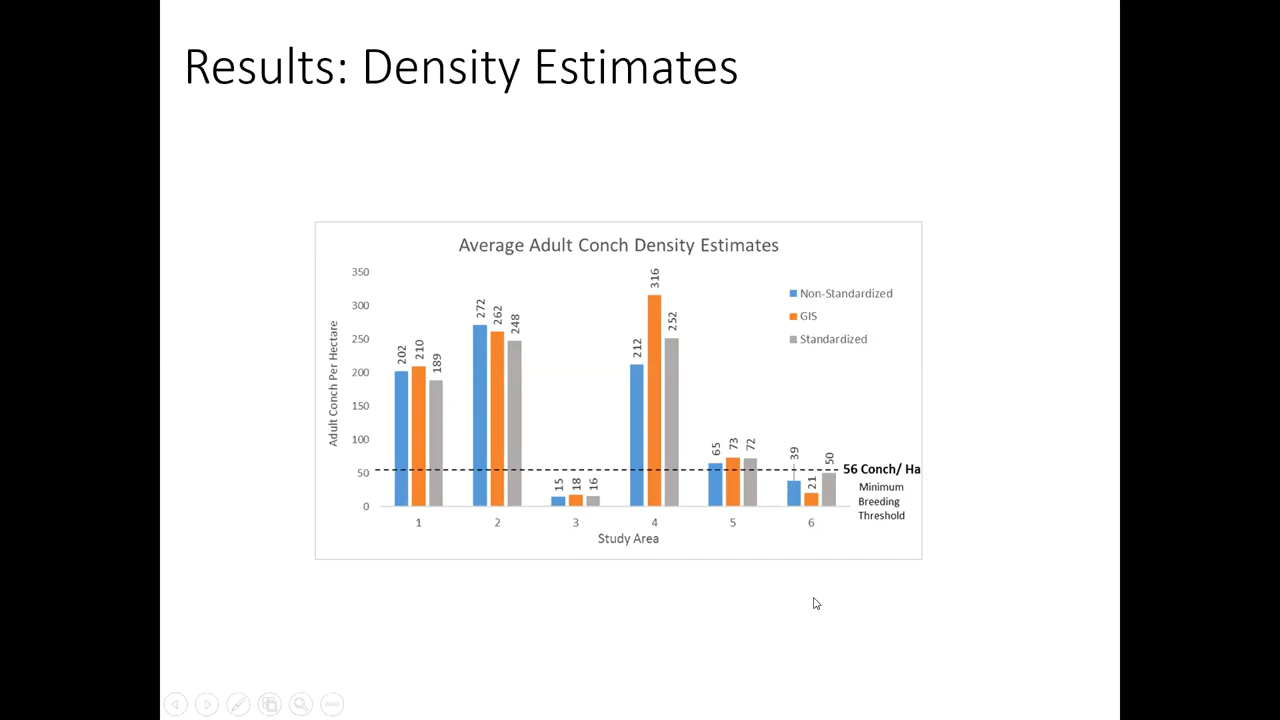 Results: Density Estimates
Average Adult Conch Density Estimates
Adult Conch Per Hectare
350
300
250
200
150
100
50
0
202
210
189
272
262
248
15
18
16
212
316
252
65
73
72
39
21
50
Non-Standardized
GIS
Standardized
56 Conch/ Ha
Minimum
Breeding
Threshold
1
2
3
4
5
6
Study Area